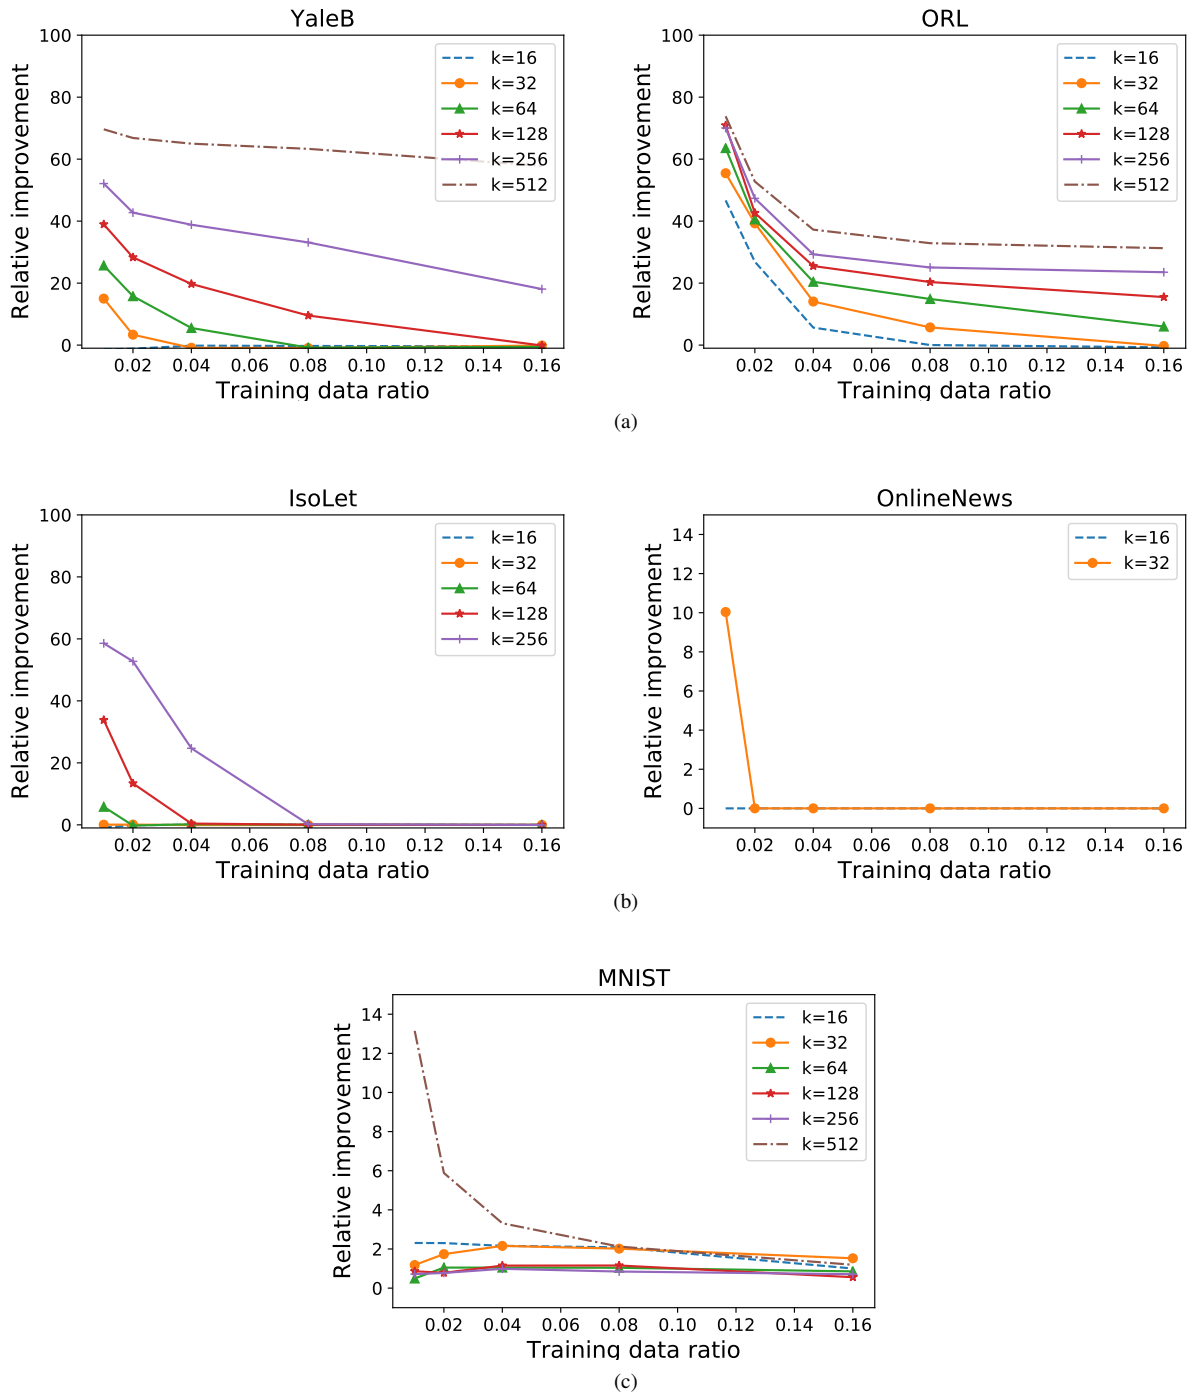 YaleB
Relative improvement
100
80
60
40
20
0
k=16
k=32
k=64
k=128
k=256
k=512
0.02 0.04 0.06 0.08 0.10 0.12 0.14 0.16
Training data ratio
ORL
Relative improvement
100
80
60
40
20
0
k=16
k=32
k=64
k=128
k=256
k=512
0.02 0.04 0.06 0.08 0.10 0.12 0.14 0.16
Training data ratio
(a)
IsoLet
Relative improvement
100
80
60
40
20
0
k=16
k=32
k=64
k=128
k=256
0.02 0.04 0.06 0.08 0.10 0.12 0.14 0.16
Training data ratio
OnlineNews
Relative improvement
14
12
10
8
6
4
2
0
k=16
k=32
0.02 0.04 0.06 0.08 0.10 0.12 0.14 0.16
Training data ratio
(b)
MNIST
Relative improvement
14
12
10
8
6
4
2
0
k=16
k=32
k=64
k=128
k=256
k=512
0.02 0.04 0.06 0.08 0.10 0.12 0.14 0.16
Training data ratio
(c)